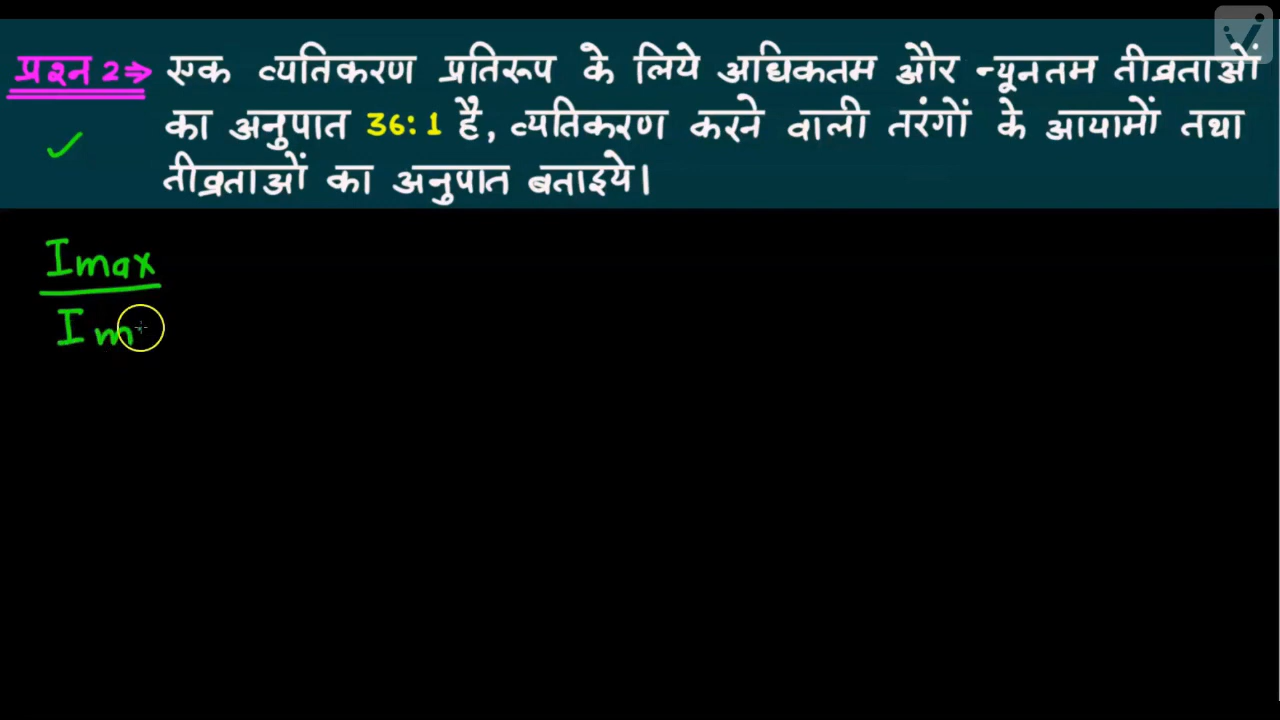 प्रश्न 2⇒ एक व्यतिकरण प्रतिरूप के लिये अधिकतम और न्यूनतम तीव्रताओं
का अनुपात 36:1 है, व्यतिकरण करने वाली तरंगों के आयामों तथा
तीव्रताओं का अनुपात बताइये।
Imax
Im